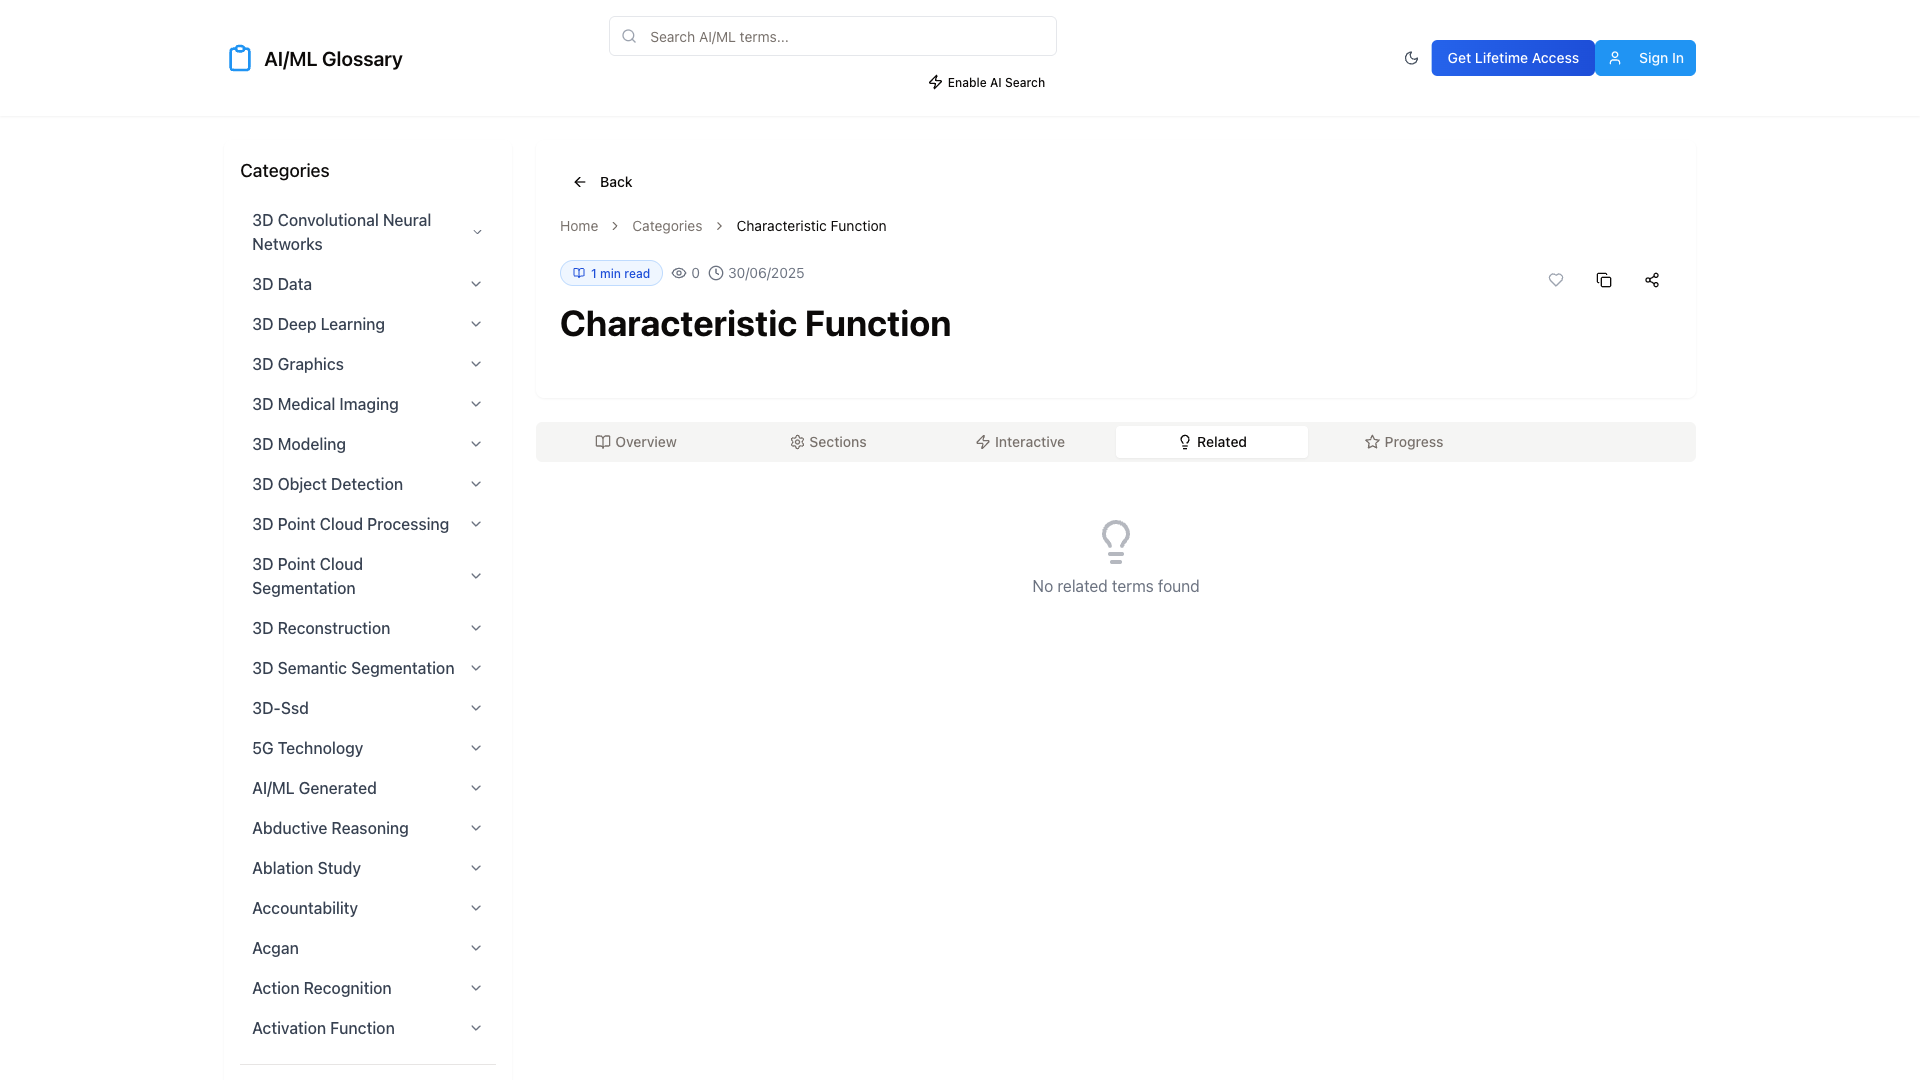 AI/ML Glossary
Search AI/ML terms...
Enable AI Search
Get Lifetime Access
Sign In
Categories
3D Convolutional Neural
Networks
3D Data
3D Deep Learning
3D Graphics
3D Medical Imaging
3D Modeling
3D Object Detection
3D Point Cloud Processing
3D Point Cloud
Segmentation
3D Reconstruction
3D Semantic Segmentation
3D-Ssd
5G Technology
AI/ML Generated
Abductive Reasoning
Ablation Study
Accountability
Acgan
Action Recognition
Activation Function
Back
Home > Categories > Characteristic Function
1 min read 0 30/06/2025
Characteristic Function
Overview Sections Interactive Related Progress
No related terms found